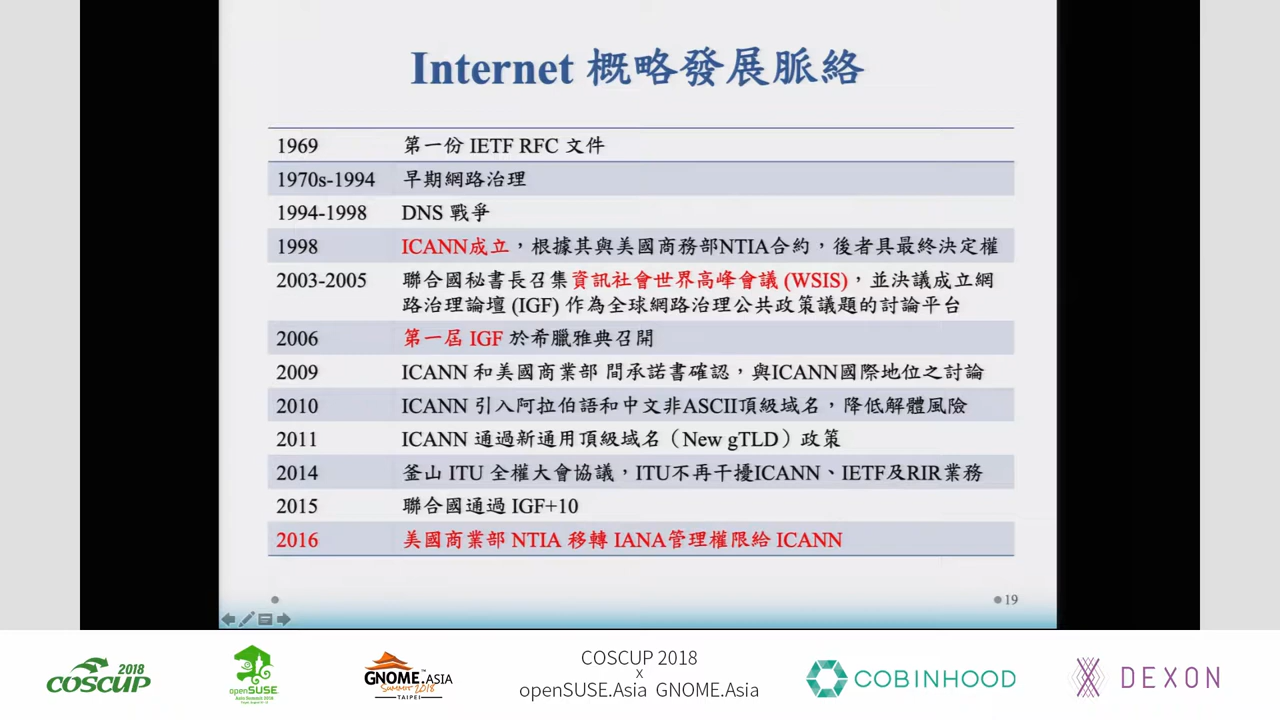 Internet 概略發展脈絡
1969 第一份 IETF RFC 文件
1970s-1994 早期網路治理
1994-1998 DNS 戰爭
1998 ICANN成立，根據其與美國商務部NTIA合約，後者具最終決定權
2003-2005 聯合國秘書長召集資訊社會世界高峰會議 (WSIS)，並決議成立網
路治理論壇 (IGF) 作為全球網路治理公共政策議題的討論平台
2006 第一屆 IGF 於希臘雅典召開
2009 ICANN 和美國商業部 間承諾書確認，與ICANN國際地位之討論
2010 ICANN 引入阿拉伯語和中文非ASCII頂級域名，降低解體風險
2011 ICANN 通過新通用頂級域名（New gTLD）政策
2014 釜山 ITU 全權大會協議，ITU不再干擾ICANN、IETF及RIR業務
2015 聯合國通過 IGF+10
2016 美國商業部 NTIA 移轉 IANA管理權限給 ICANN
19
2018
COSCUP
openSUSE
GNOME.ASIA
Summer 2018
TAIPEI
COSCUP 2018
x
openSUSE.Asia GNOME.Asia
COBINHOOD
DEXON